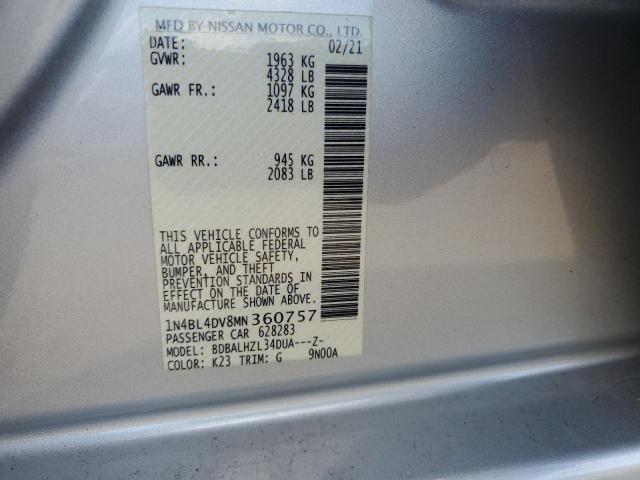 MFD BY NISSAN MOTOR CO., LTD.
DATE: 02/21
GVWR: 1963 KG
4328 LB
GAWR FR.: 1097 KG
2418 LB
GAWR RR.: 945 KG
2083 LB
THIS VEHICLE CONFORMS TO
ALL APPLICABLE FEDERAL
MOTOR VEHICLE SAFETY,
BUMPER, AND THEFT
PREVENTION STANDARDS IN
EFFECT ON THE DATE OF
MANUFACTURE SHOWN ABOVE.
1N4BL4DV8MN 360757
PASSENGER CAR 628283
MODEL: BDBALHZL34DUA---Z-
COLOR: K23 TRIM: G 9N00A